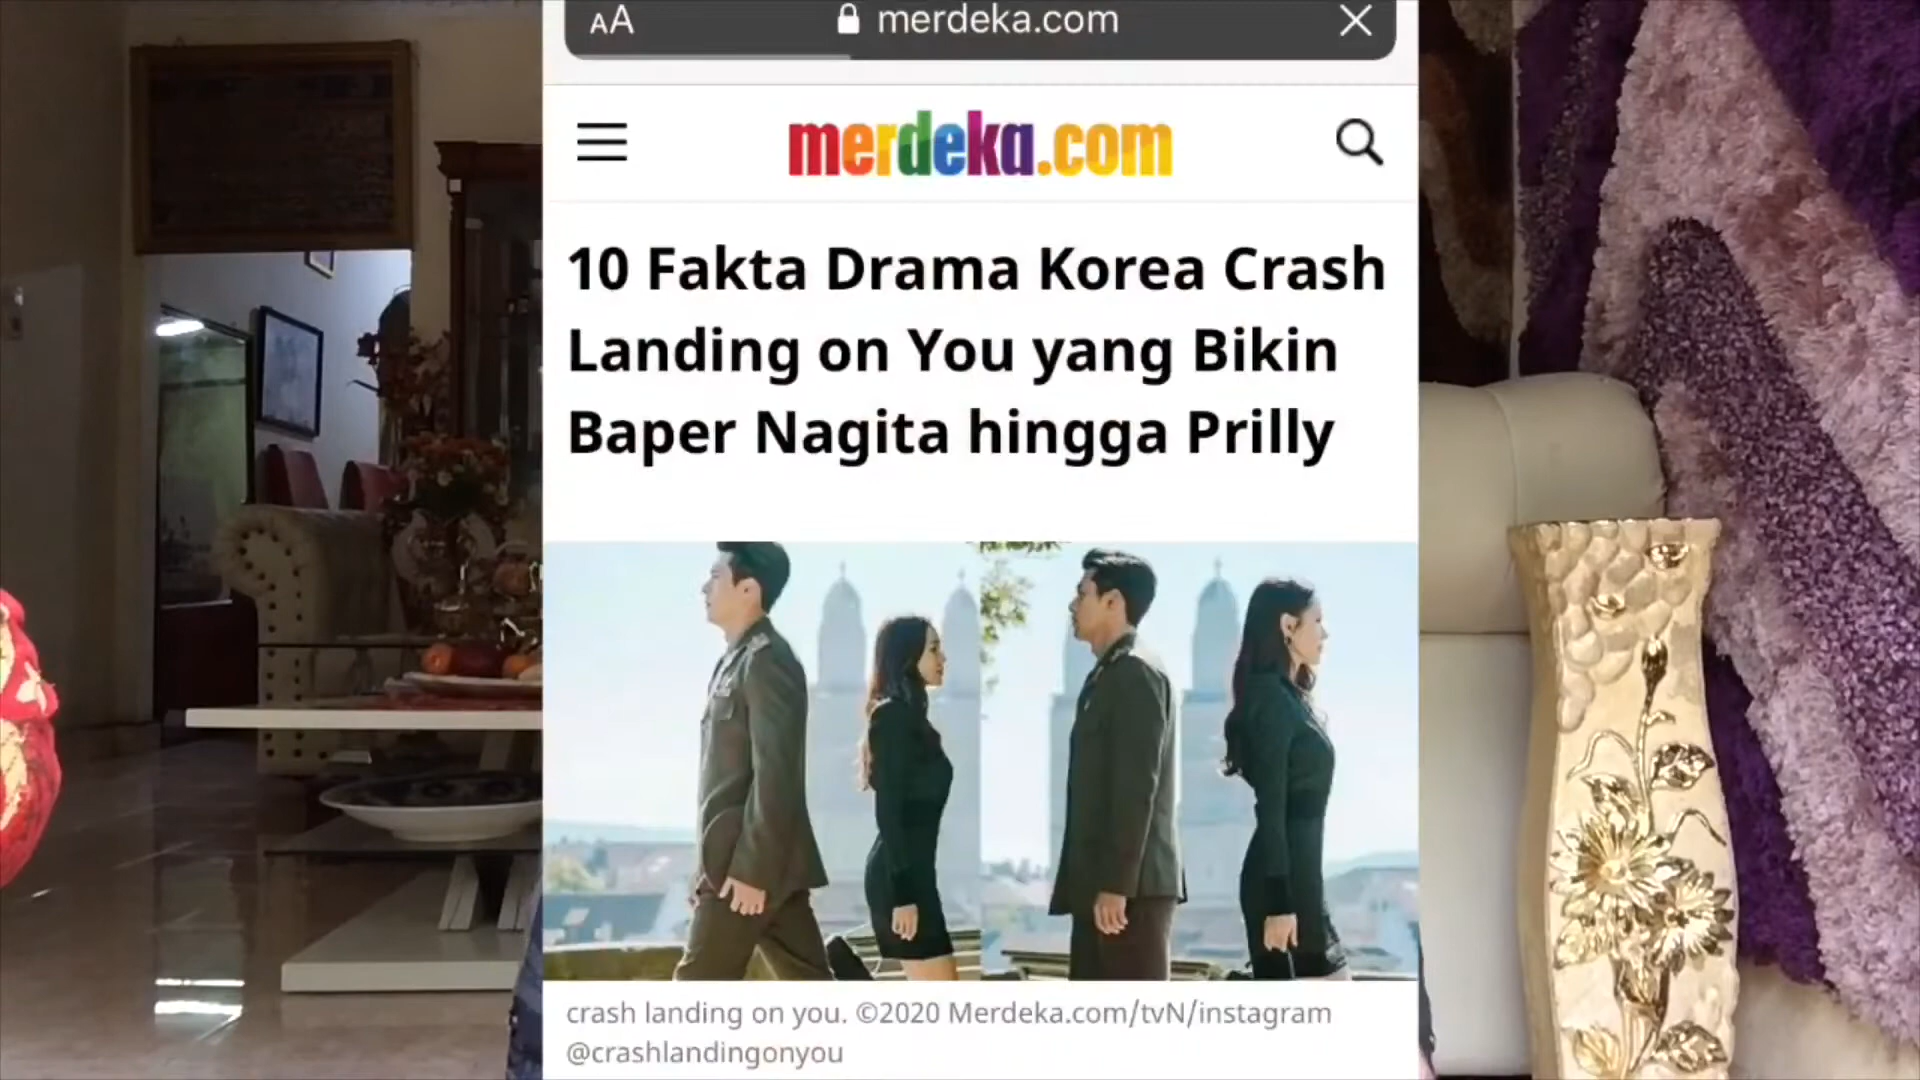 AA merdeka.com
merdeka.com
10 Fakta Drama Korea Crash
Landing on You yang Bikin
Baper Nagita hingga Prilly
crash landing on you. ©2020 Merdeka.com/tvN/instagram
@crashlandingonyou